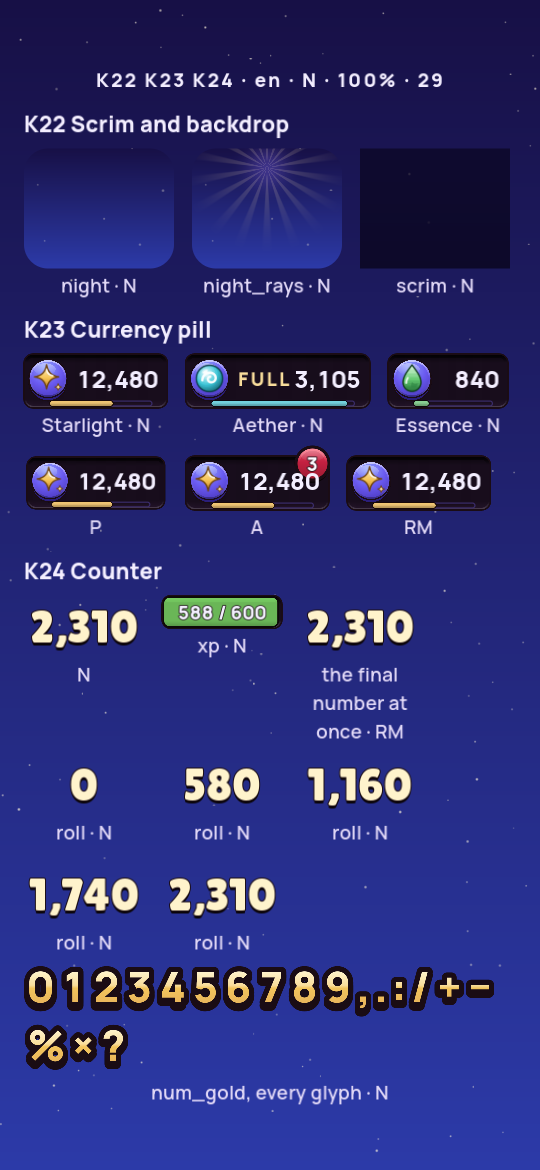 K22 K23 K24 · en · N · 100% · 29
K22 Scrim and backdrop
night · N
night_rays · N
scrim · N
K23 Currency pill
12,480
FULL 3,105
840
Starlight · N
Aether · N
Essence · N
12,480
12,480
3
12,480
P
A
RM
K24 Counter
2,310
588 / 600
2,310
N
xp · N
the final
number at
once · RM
0
580
1,160
roll · N
roll · N
roll · N
1,740
2,310
roll · N
roll · N
0123456789,.:/+−
%×?
num_gold, every glyph · N